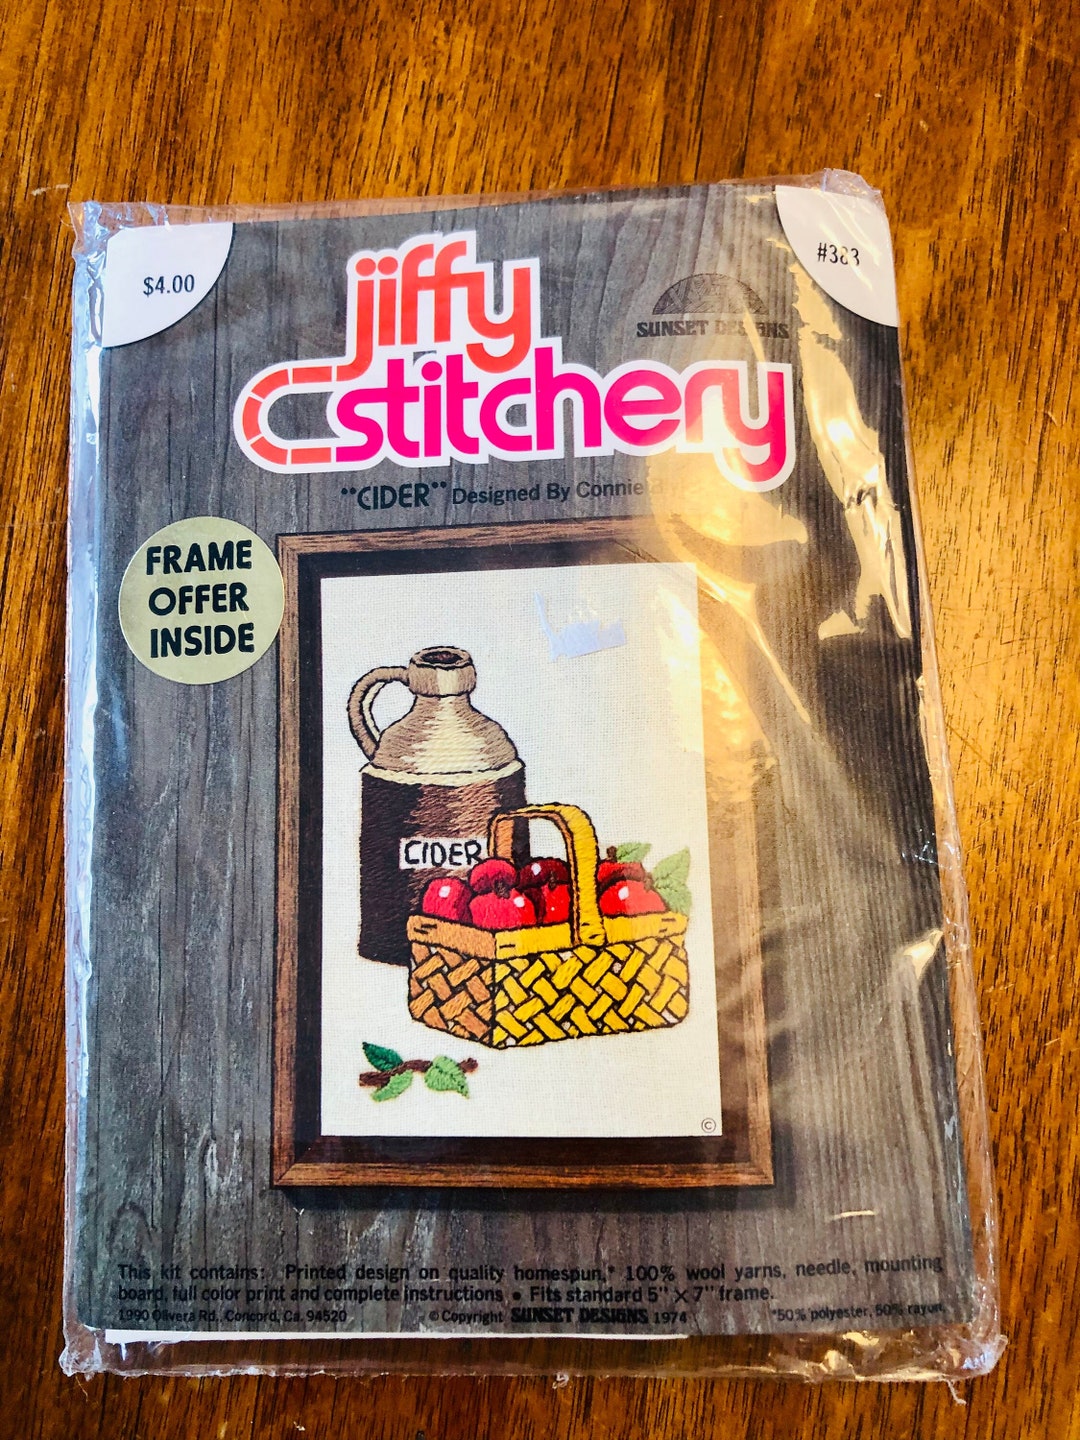 $4.00
#383
jiffy
stitchery
SUNSET DESIGNS
"CIDER" Designed By Connie
FRAME
OFFER
INSIDE
CIDER
©
This kit contains: Printed design on quality homespun,* 100% wool yarns, needle, mounting
board, full color print and complete instructions • Fits standard 5" X 7" frame.
1990 Olivera Rd., Concord, Ca. 94520 © Copyright SUNSET DESIGNS 1974 *50% polyester, 50% rayon